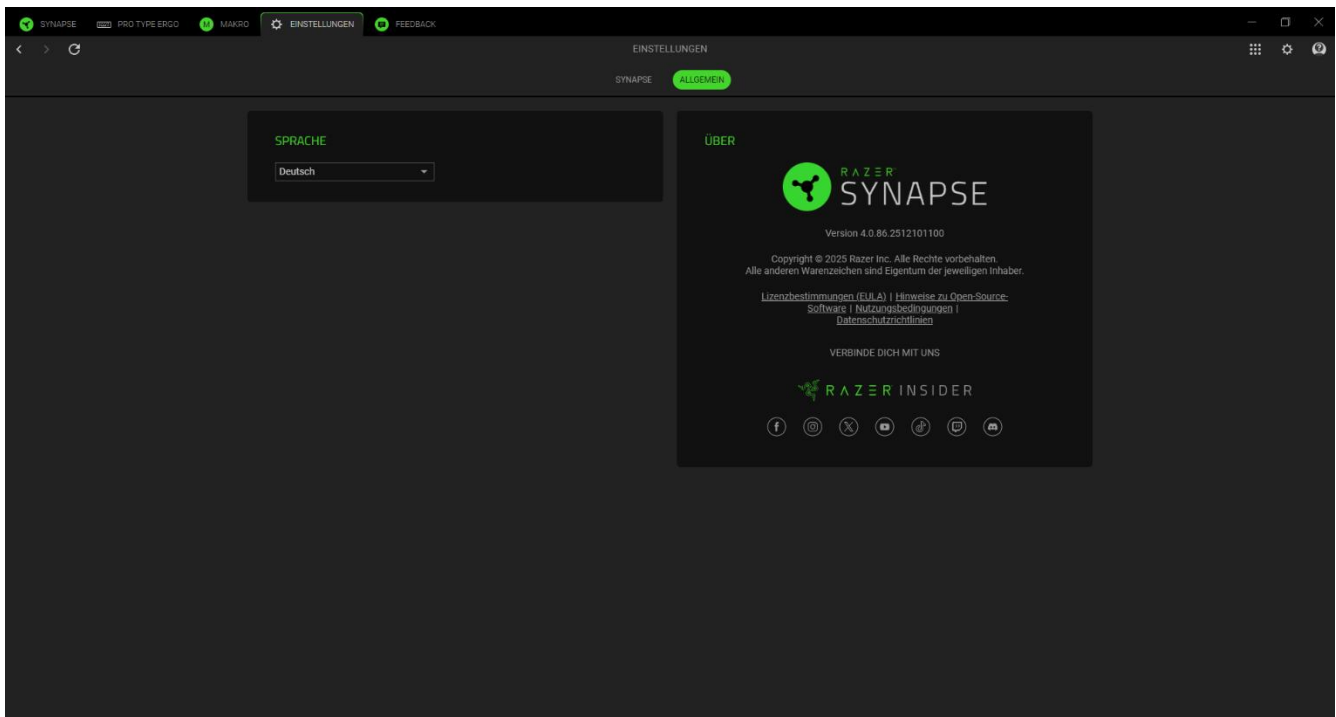 SYNAPSE PRO TYPE ERGO M MAKRO EINSTELLUNGEN FEEDBACK
EINSTELLUNGEN
SYNAPSE ALLGEMEIN
SPRACHE
Deutsch
ÜBER
RAZER
SYNAPSE
Version 4.0.86.2512101100
Copyright © 2025 Razer Inc. Alle Rechte vorbehalten.
Alle anderen Warenzeichen sind Eigentum der jeweiligen Inhaber.
Lizenzbestimmungen (EULA) | Hinweise zu Open-Source-
Software | Nutzungsbedingungen |
Datenschutzrichtlinien
VERBINDE DICH MIT UNS
RAZER INSIDER